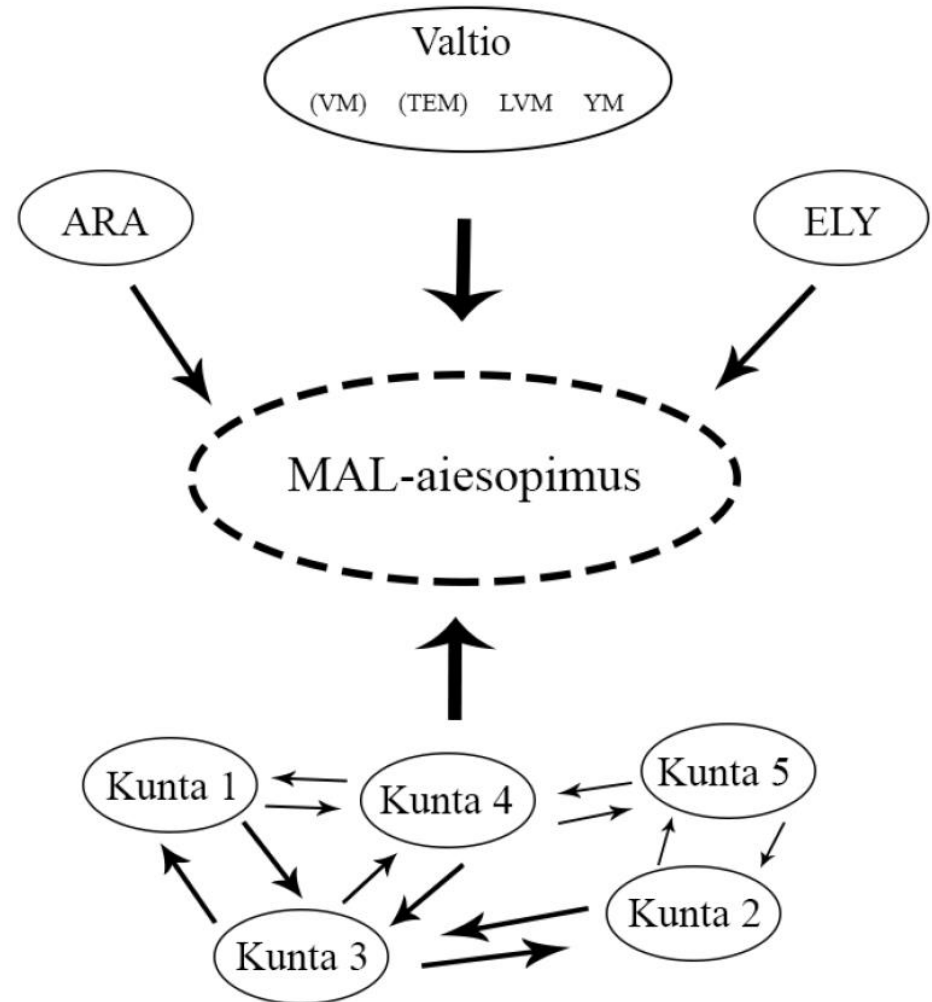 Valtio
(VM) (TEM) LVM YM
ARA
ELY
MAL-aiesopimus
Kunta 1
Kunta 4
Kunta 5
Kunta 3
Kunta 2